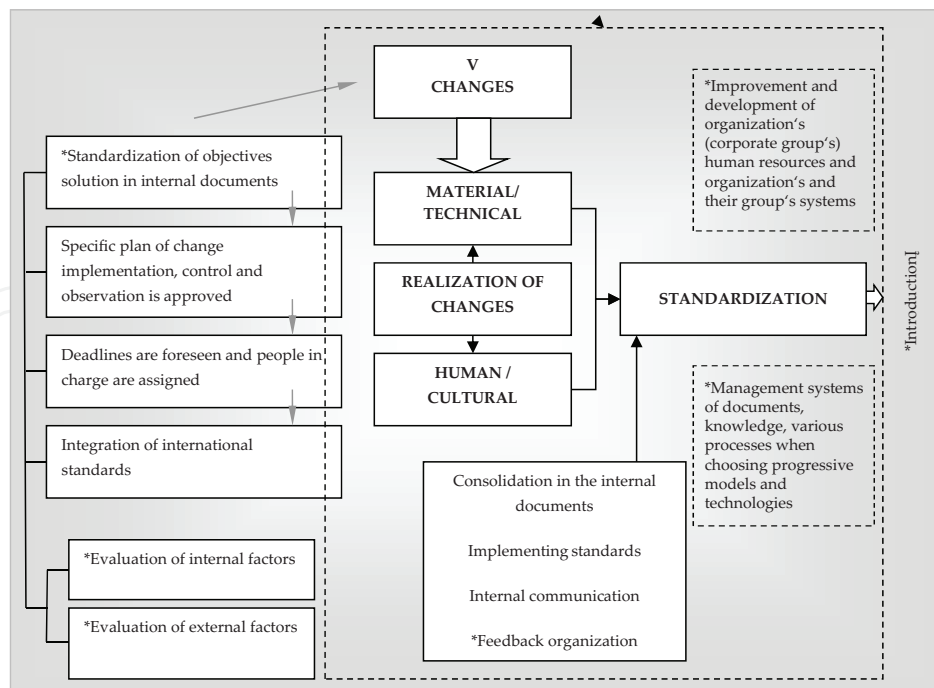 V
CHANGES
*Standardization of objectives
solution in internal documents
Specific plan of change
implementation, control and
observation is approved
Deadlines are foreseen and people in
charge are assigned
Integration of international
standards
*Evaluation of internal factors
*Evaluation of external factors
MATERIAL/
TECHNICAL
REALIZATION OF
CHANGES
HUMAN /
CULTURAL
STANDARDIZATION
Consolidation in the internal
documents
Implementing standards
Internal communication
*Feedback organization
*Improvement and
development of
organization‘s
(corporate group‘s)
human resources and
organization‘s and
their group‘s systems
*Management systems
of documents,
knowledge, various
processes when
choosing progressive
models and
technologies
*Introduction